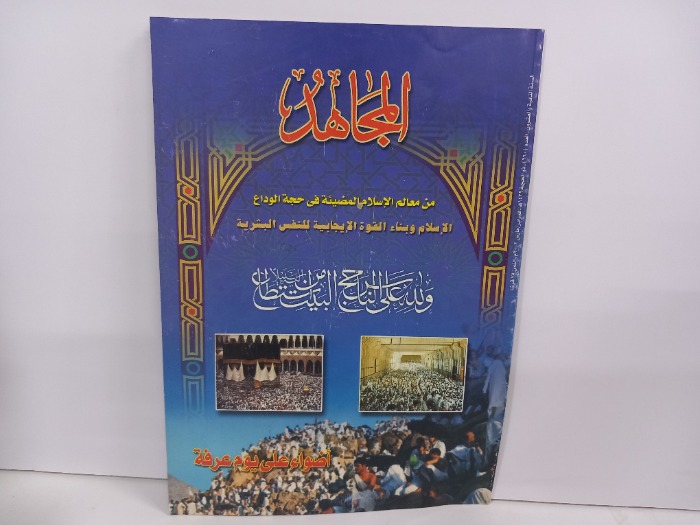 المجاهد
من معالم الإسلام المضيئة في حجة الوداع
الإسلام وبناء القوة الإيجابية للنفس البشرية
ولله على الناس حج البيت من استطاع إليه سبيلا
أضواء على يوم عرفة